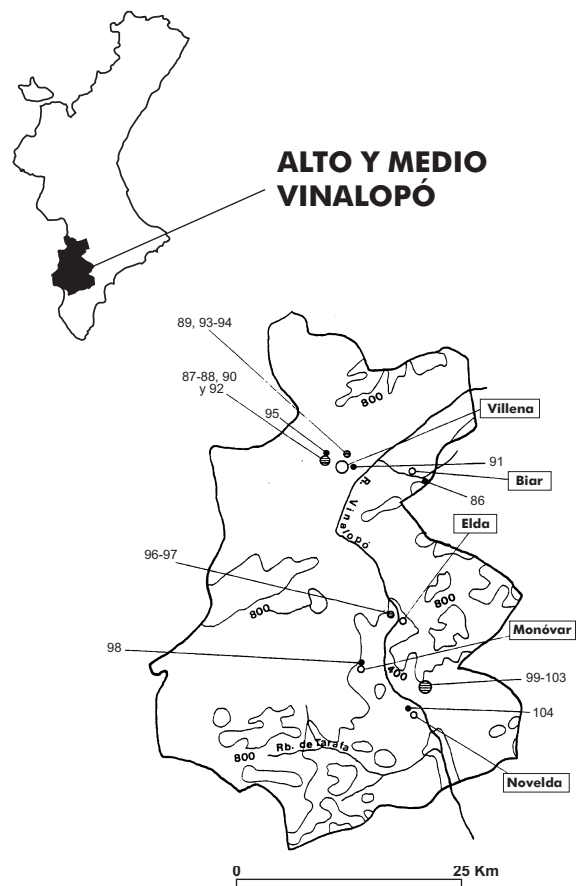 ALTO Y MEDIO
VINALOPÓ
89, 93-94
87-88, 90
y 92
95
800
Villena
91
Biar
86
R. Vinalopó
Elda
96-97
800
800
Monóvar
98
400
99-103
104
Rb. de Tarafa
800
Novelda
0
25 Km